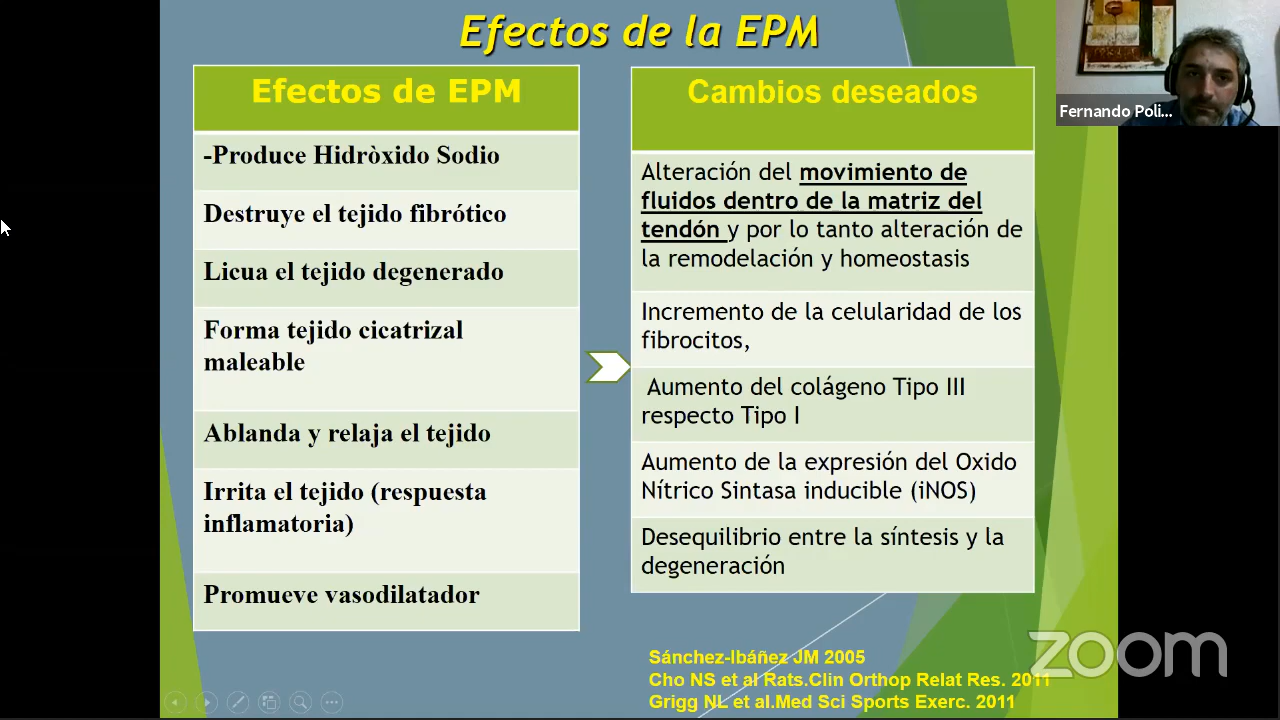 Efectos de la EPM
Efectos de EPM
-Produce Hidròxido Sodio
Destruye el tejido fibrótico
Licua el tejido degenerado
Forma tejido cicatrizal
maleable
Ablanda y relaja el tejido
Irrita el tejido (respuesta
inflamatoria)
Promueve vasodilatador
Cambios deseados
Alteración del movimiento de
fluidos dentro de la matriz del
tendón y por lo tanto alteración de
la remodelación y homeostasis
Incremento de la celularidad de los
fibrocitos,
Aumento del colágeno Tipo III
respecto Tipo I
Aumento de la expresión del Oxido
Nítrico Sintasa inducible (iNOS)
Desequilibrio entre la síntesis y la
degeneración
Sánchez-Ibáñez JM 2005
Cho NS et al Rats.Clin Orthop Relat Res. 2011
Grigg NL et al.Med Sci Sports Exerc. 2011
Fernando Poli...
zoom